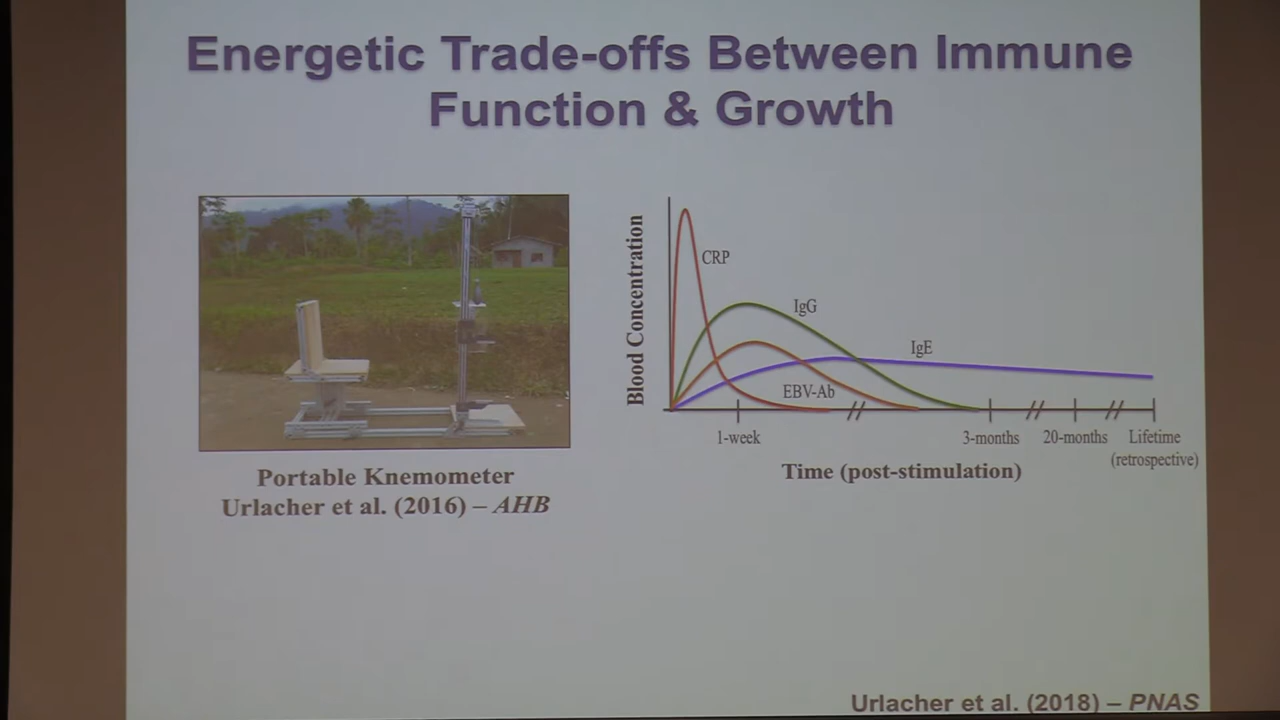 Energetic Trade-offs Between Immune
Function & Growth
Portable Knemometer
Urlacher et al. (2016) – AHB
Blood Concentration
CRP
IgG
IgE
EBV-Ab
1-week
3-months
20-months
Lifetime
(retrospective)
Time (post-stimulation)
Urlacher et al. (2018) – PNAS